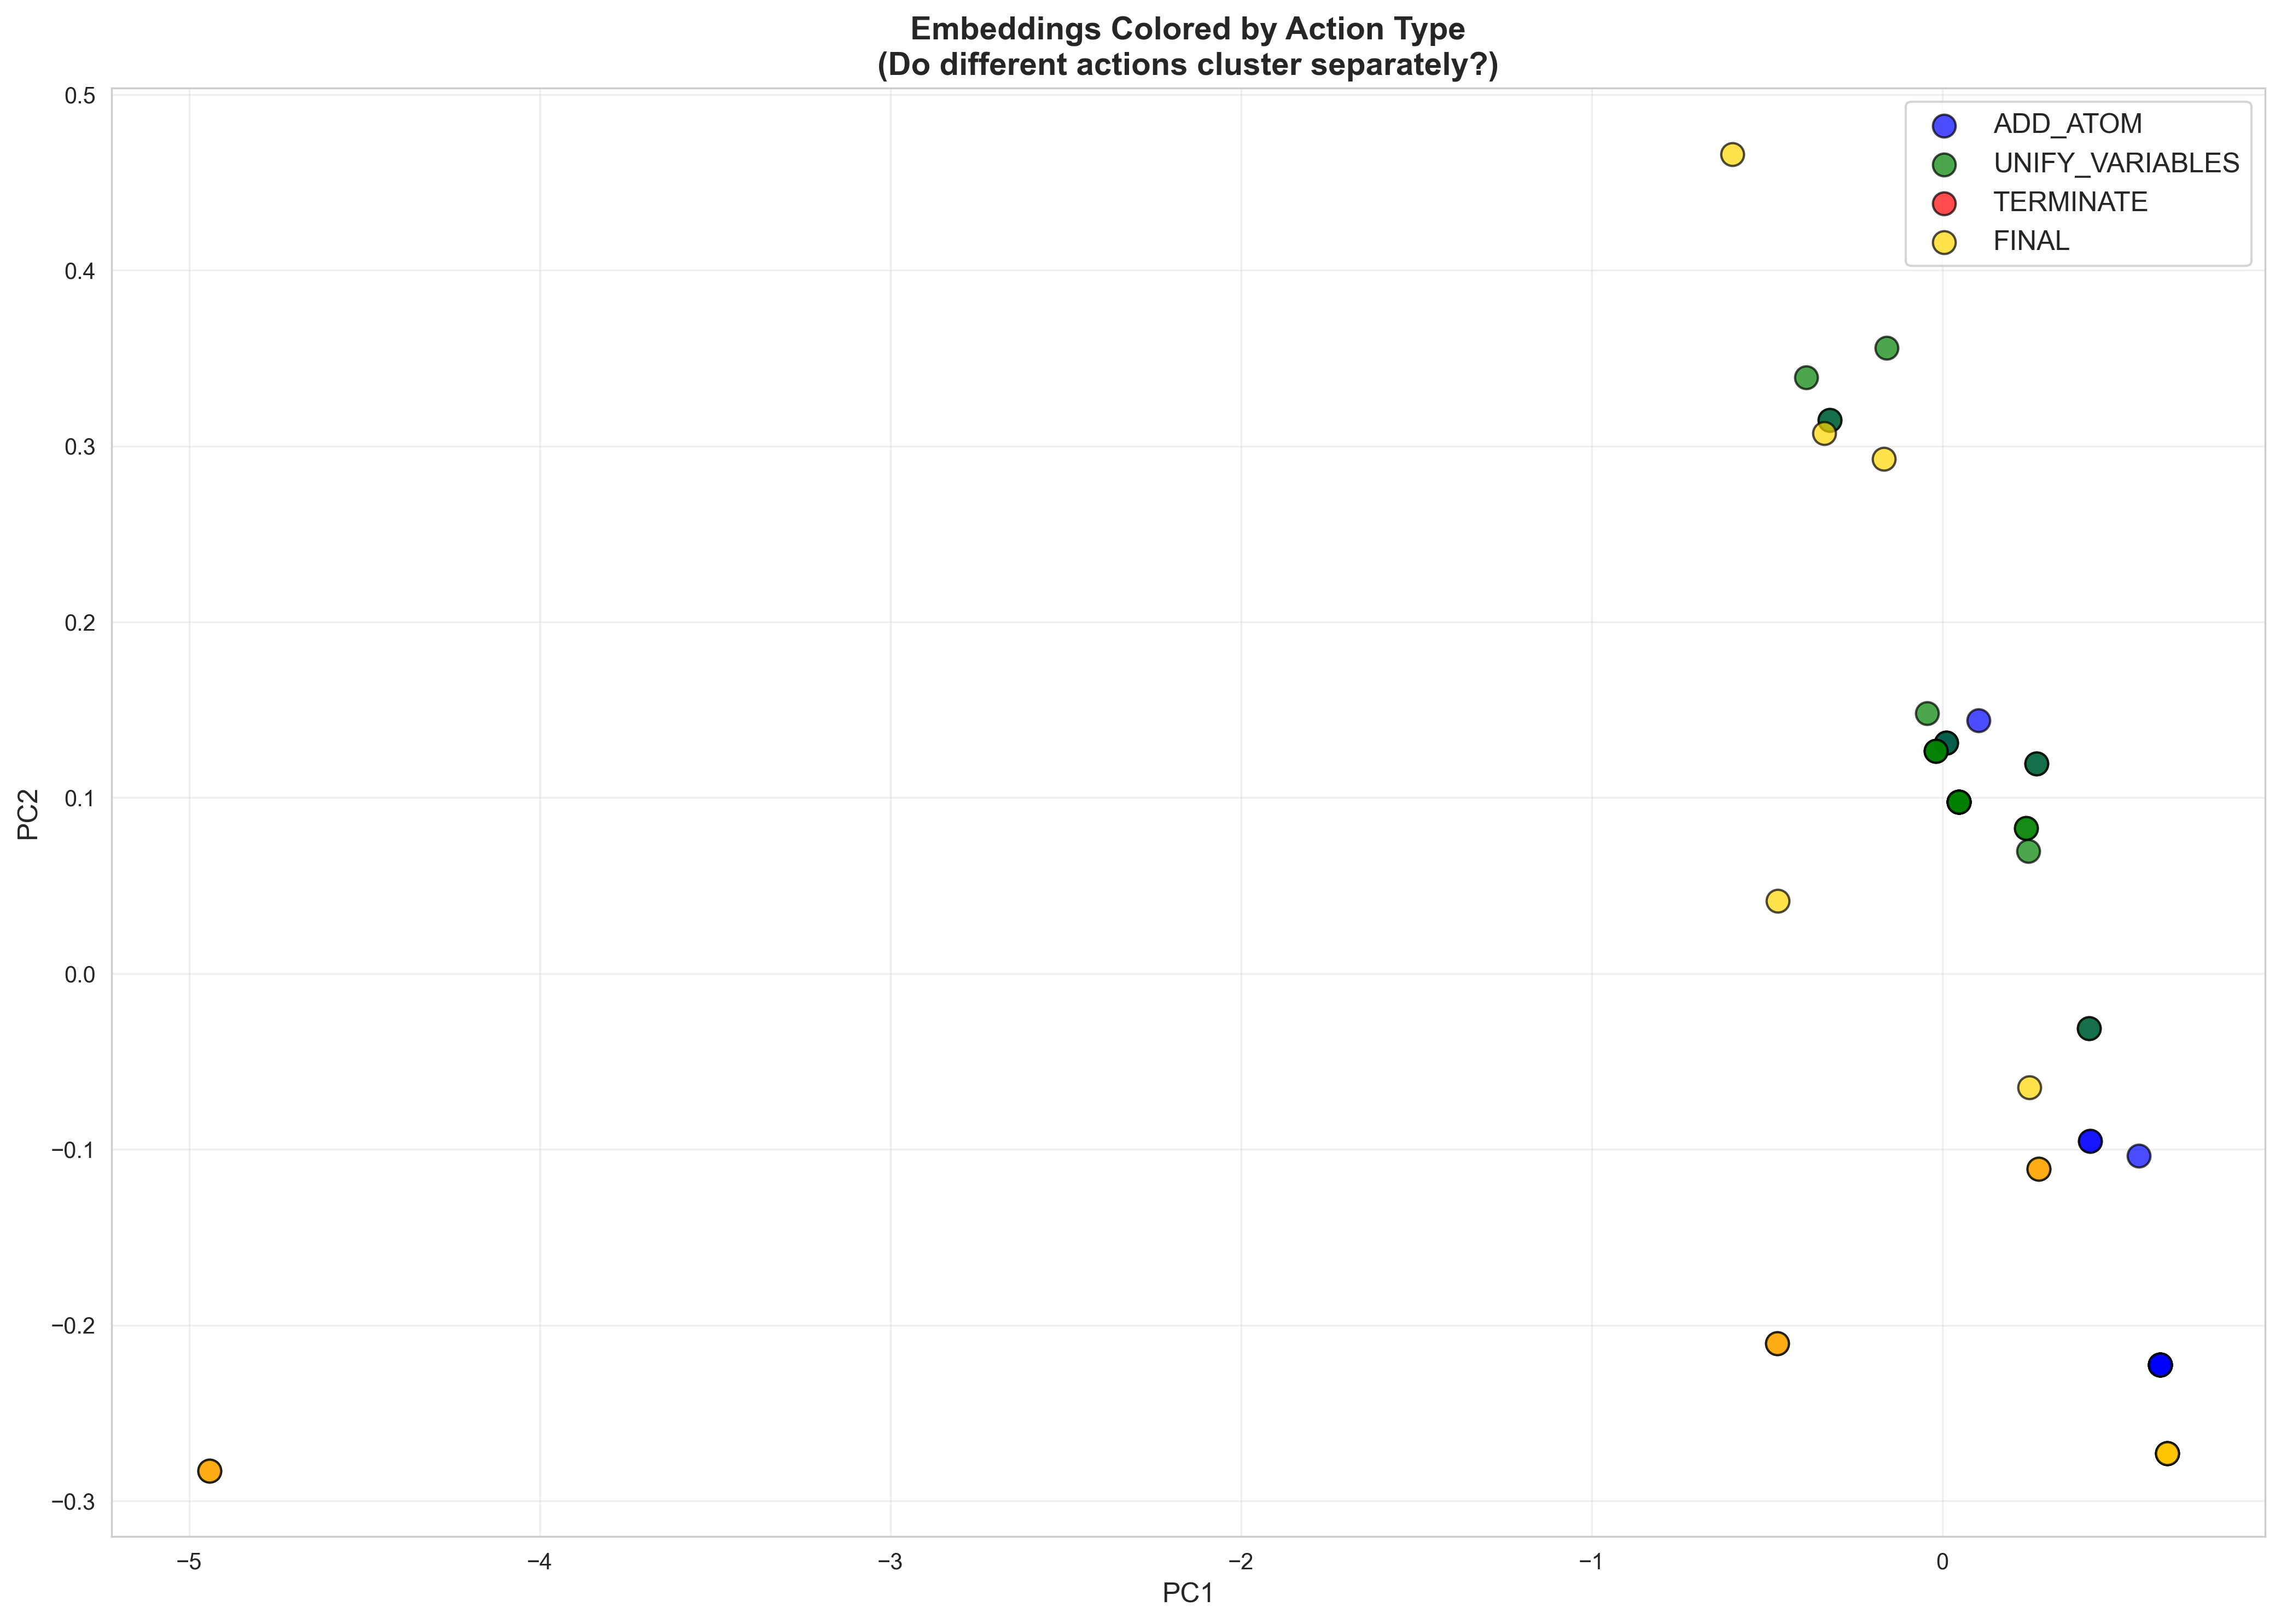 Embeddings Colored by Action Type
(Do different actions cluster separately?)
ADD_ATOM
UNIFY_VARIABLES
TERMINATE
FINAL
0.5
0.4
0.3
0.2
0.1
0.0
−0.1
−0.2
−0.3
PC2
−5
−4
−3
−2
−1
0
PC1